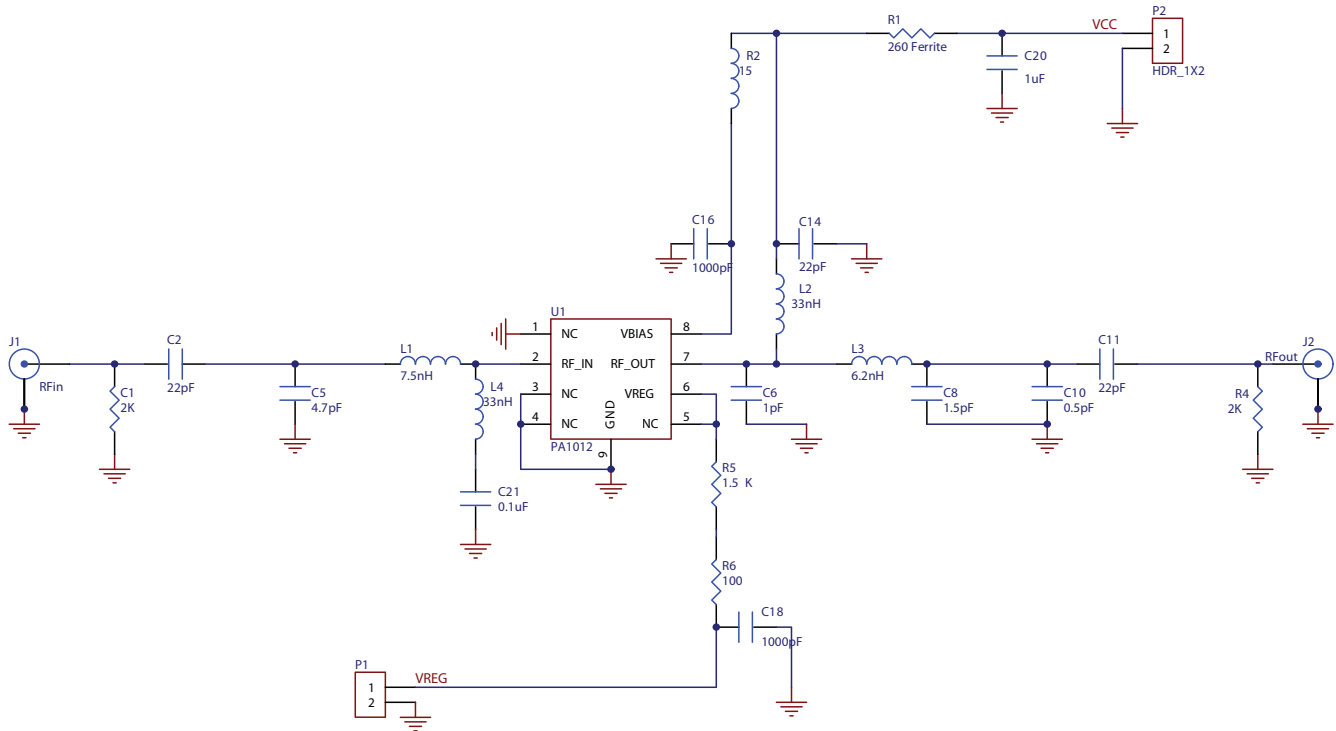 P2
R1
VCC
1
2
HDR_1X2
260 Ferrite
C20
1uF
R2
15
C16
1000pF
C14
22pF
L2
33nH
U1
1
NC
VBIAS
8
2
RF_IN
RF_OUT
7
3
NC
VREG
6
4
NC
GND
NC
5
PA1012
9
J1
RFin
C1
2K
C2
22pF
C5
4.7pF
L1
7.5nH
L4
33nH
C21
0.1uF
C6
1pF
L3
6.2nH
C8
1.5pF
C10
0.5pF
C11
22pF
RFout
J2
R4
2K
R5
1.5 K
R6
100
C18
1000pF
P1
VREG
1
2